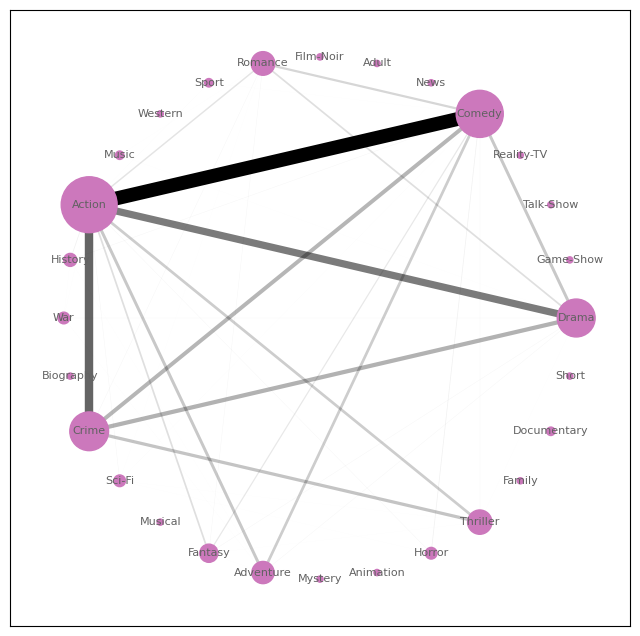 Film-Noir
Romance
Adult
Sport
News
Western
Comedy
Music
Reality-TV
Action
Talk-Show
History
Game-Show
War
Drama
Biography
Short
Crime
Documentary
Sci-Fi
Family
Musical
Thriller
Fantasy
Horror
Adventure
Animation
Mystery